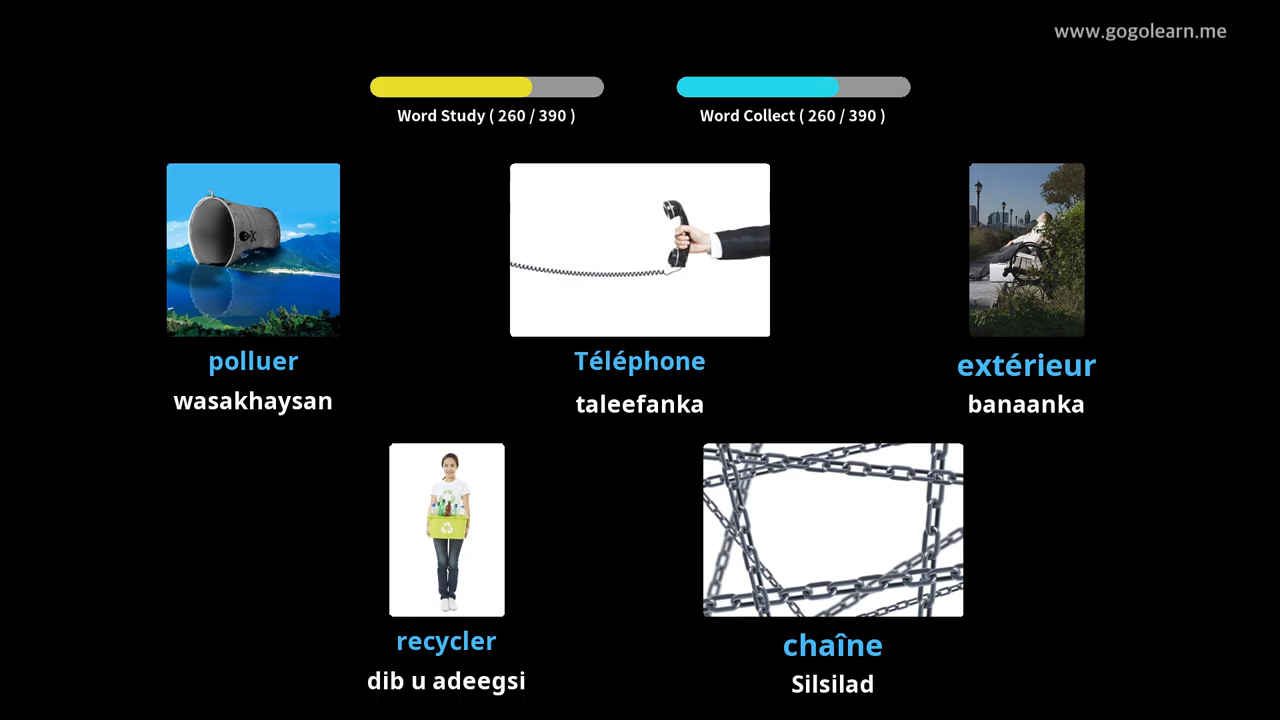 www.gogolearn.me
Word Study ( 260 / 390 )
Word Collect ( 260 / 390 )
polluer
wasakhaysan
Téléphone
taleefanka
extérieur
banaanka
recycler
dib u adeegsi
chaîne
Silsilad